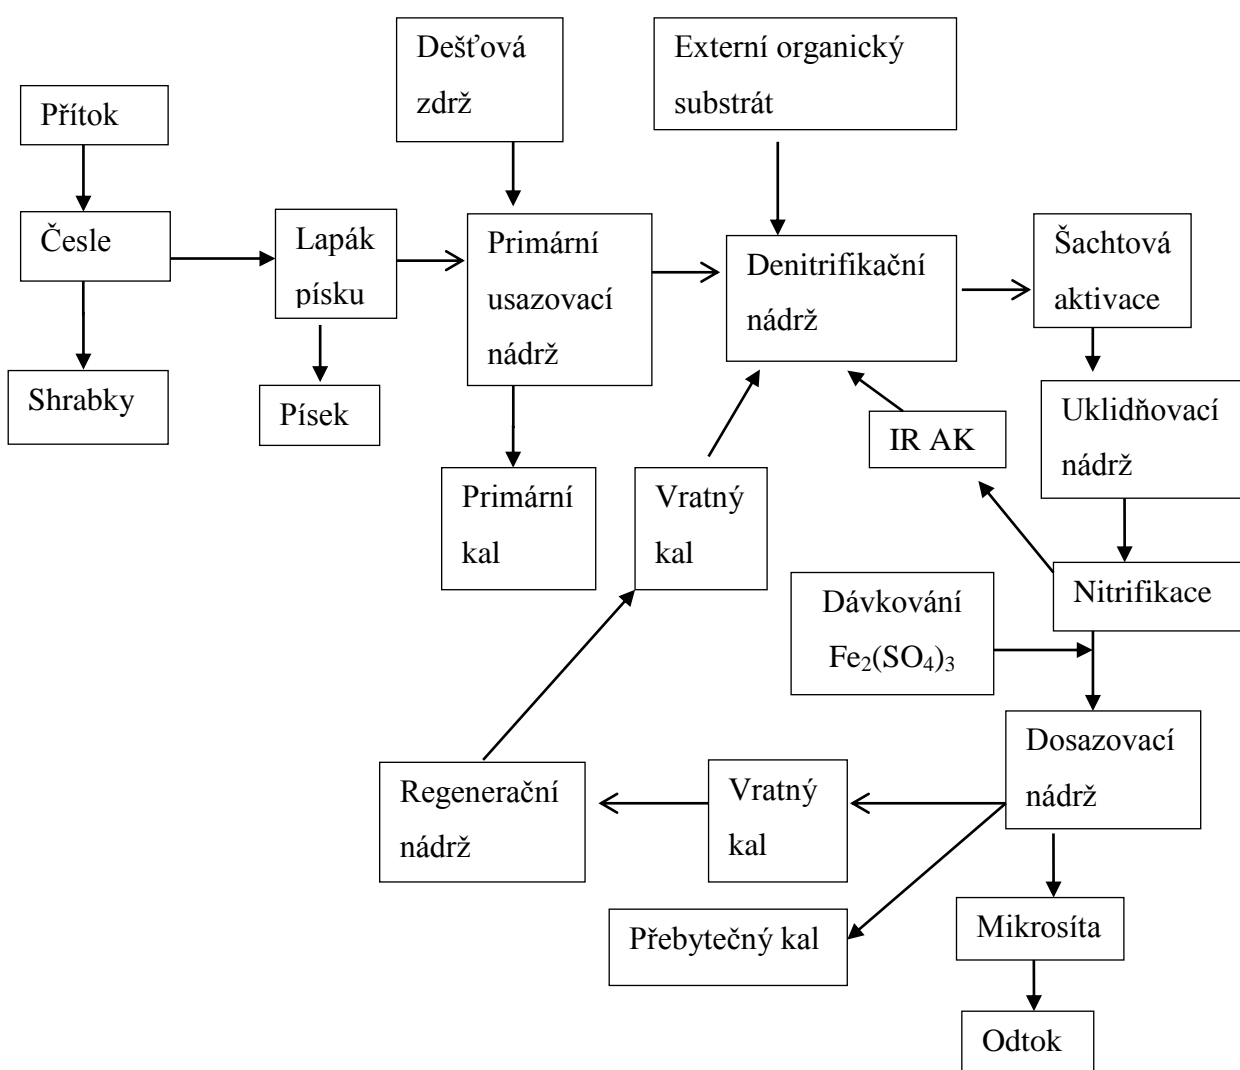 Dešťová
zdrž
Externí organický
substrát
Přítok
Česle
Lapák
písku
Primární
usazovací
nádrž
Denitrifikační
nádrž
Šachtová
aktivace
Shrabky
Písek
IR AK
Uklidňovací
nádrž
Primární
kal
Vratný
kal
Dávkování
Fe₂(SO₄)₃
Nitrifikace
Regenerační
nádrž
Vratný
kal
Dosazovací
nádrž
Přebytečný kal
Mikrosíta
Odtok